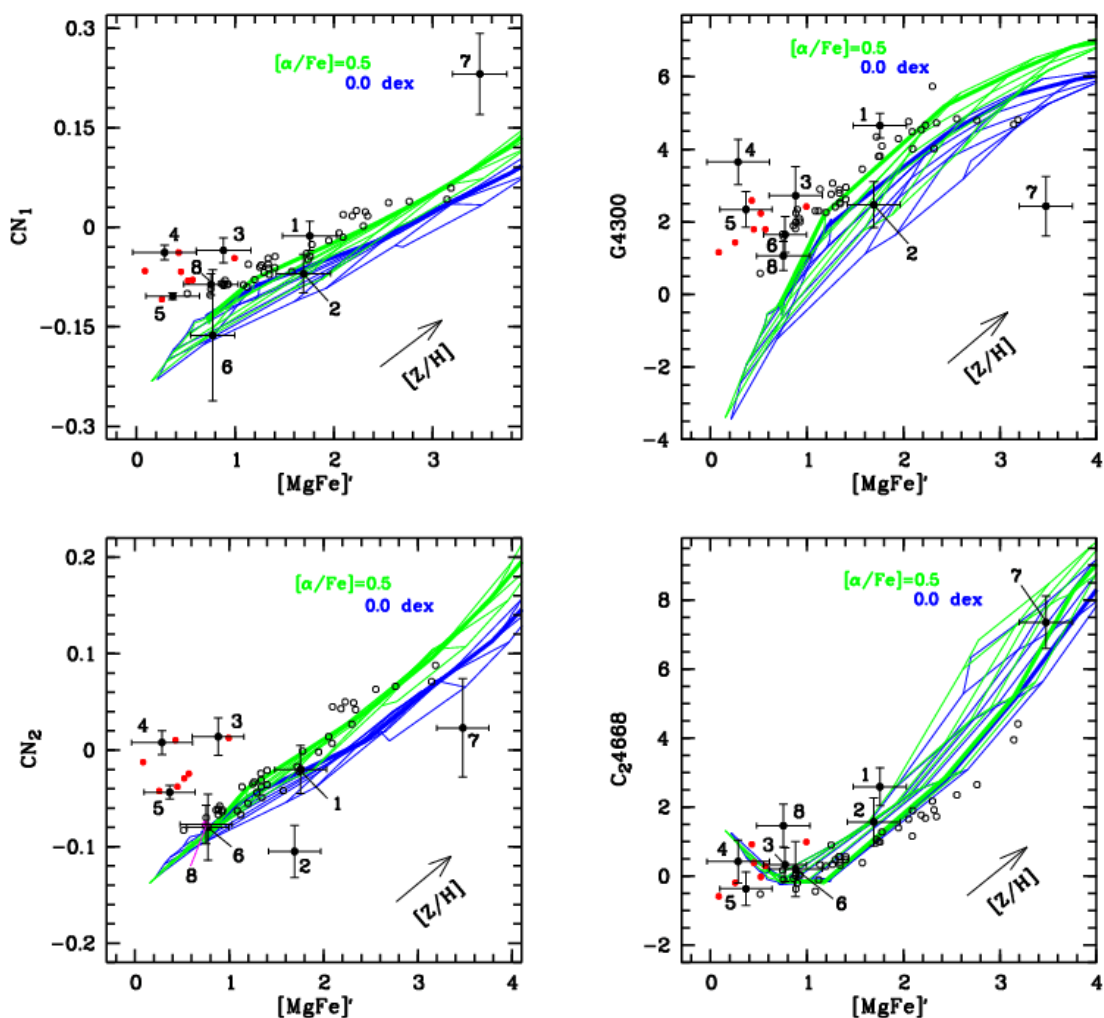 0.3
0.15
0
−0.15
−0.3
CN1
[α/Fe]=0.5
0.0 dex
7
1
4
3
8
5
2
6
[Z/H]
0 1 2 3
[MgFe]′
6
4
2
0
−2
−4
G4300
[α/Fe]=0.5
0.0 dex
1
4
3
7
5
6
8
2
[Z/H]
0 1 2 3 4
[MgFe]′
0.2
0.1
0
−0.1
−0.2
CN2
[α/Fe]=0.5
0.0 dex
4
3
7
5
1
6
2
8
[Z/H]
0 1 2 3 4
[MgFe]′
8
6
4
2
0
−2
C24668
[α/Fe]=0.5
0.0 dex
7
1
8
2
4
3
5
6
[Z/H]
0 1 2 3 4
[MgFe]′